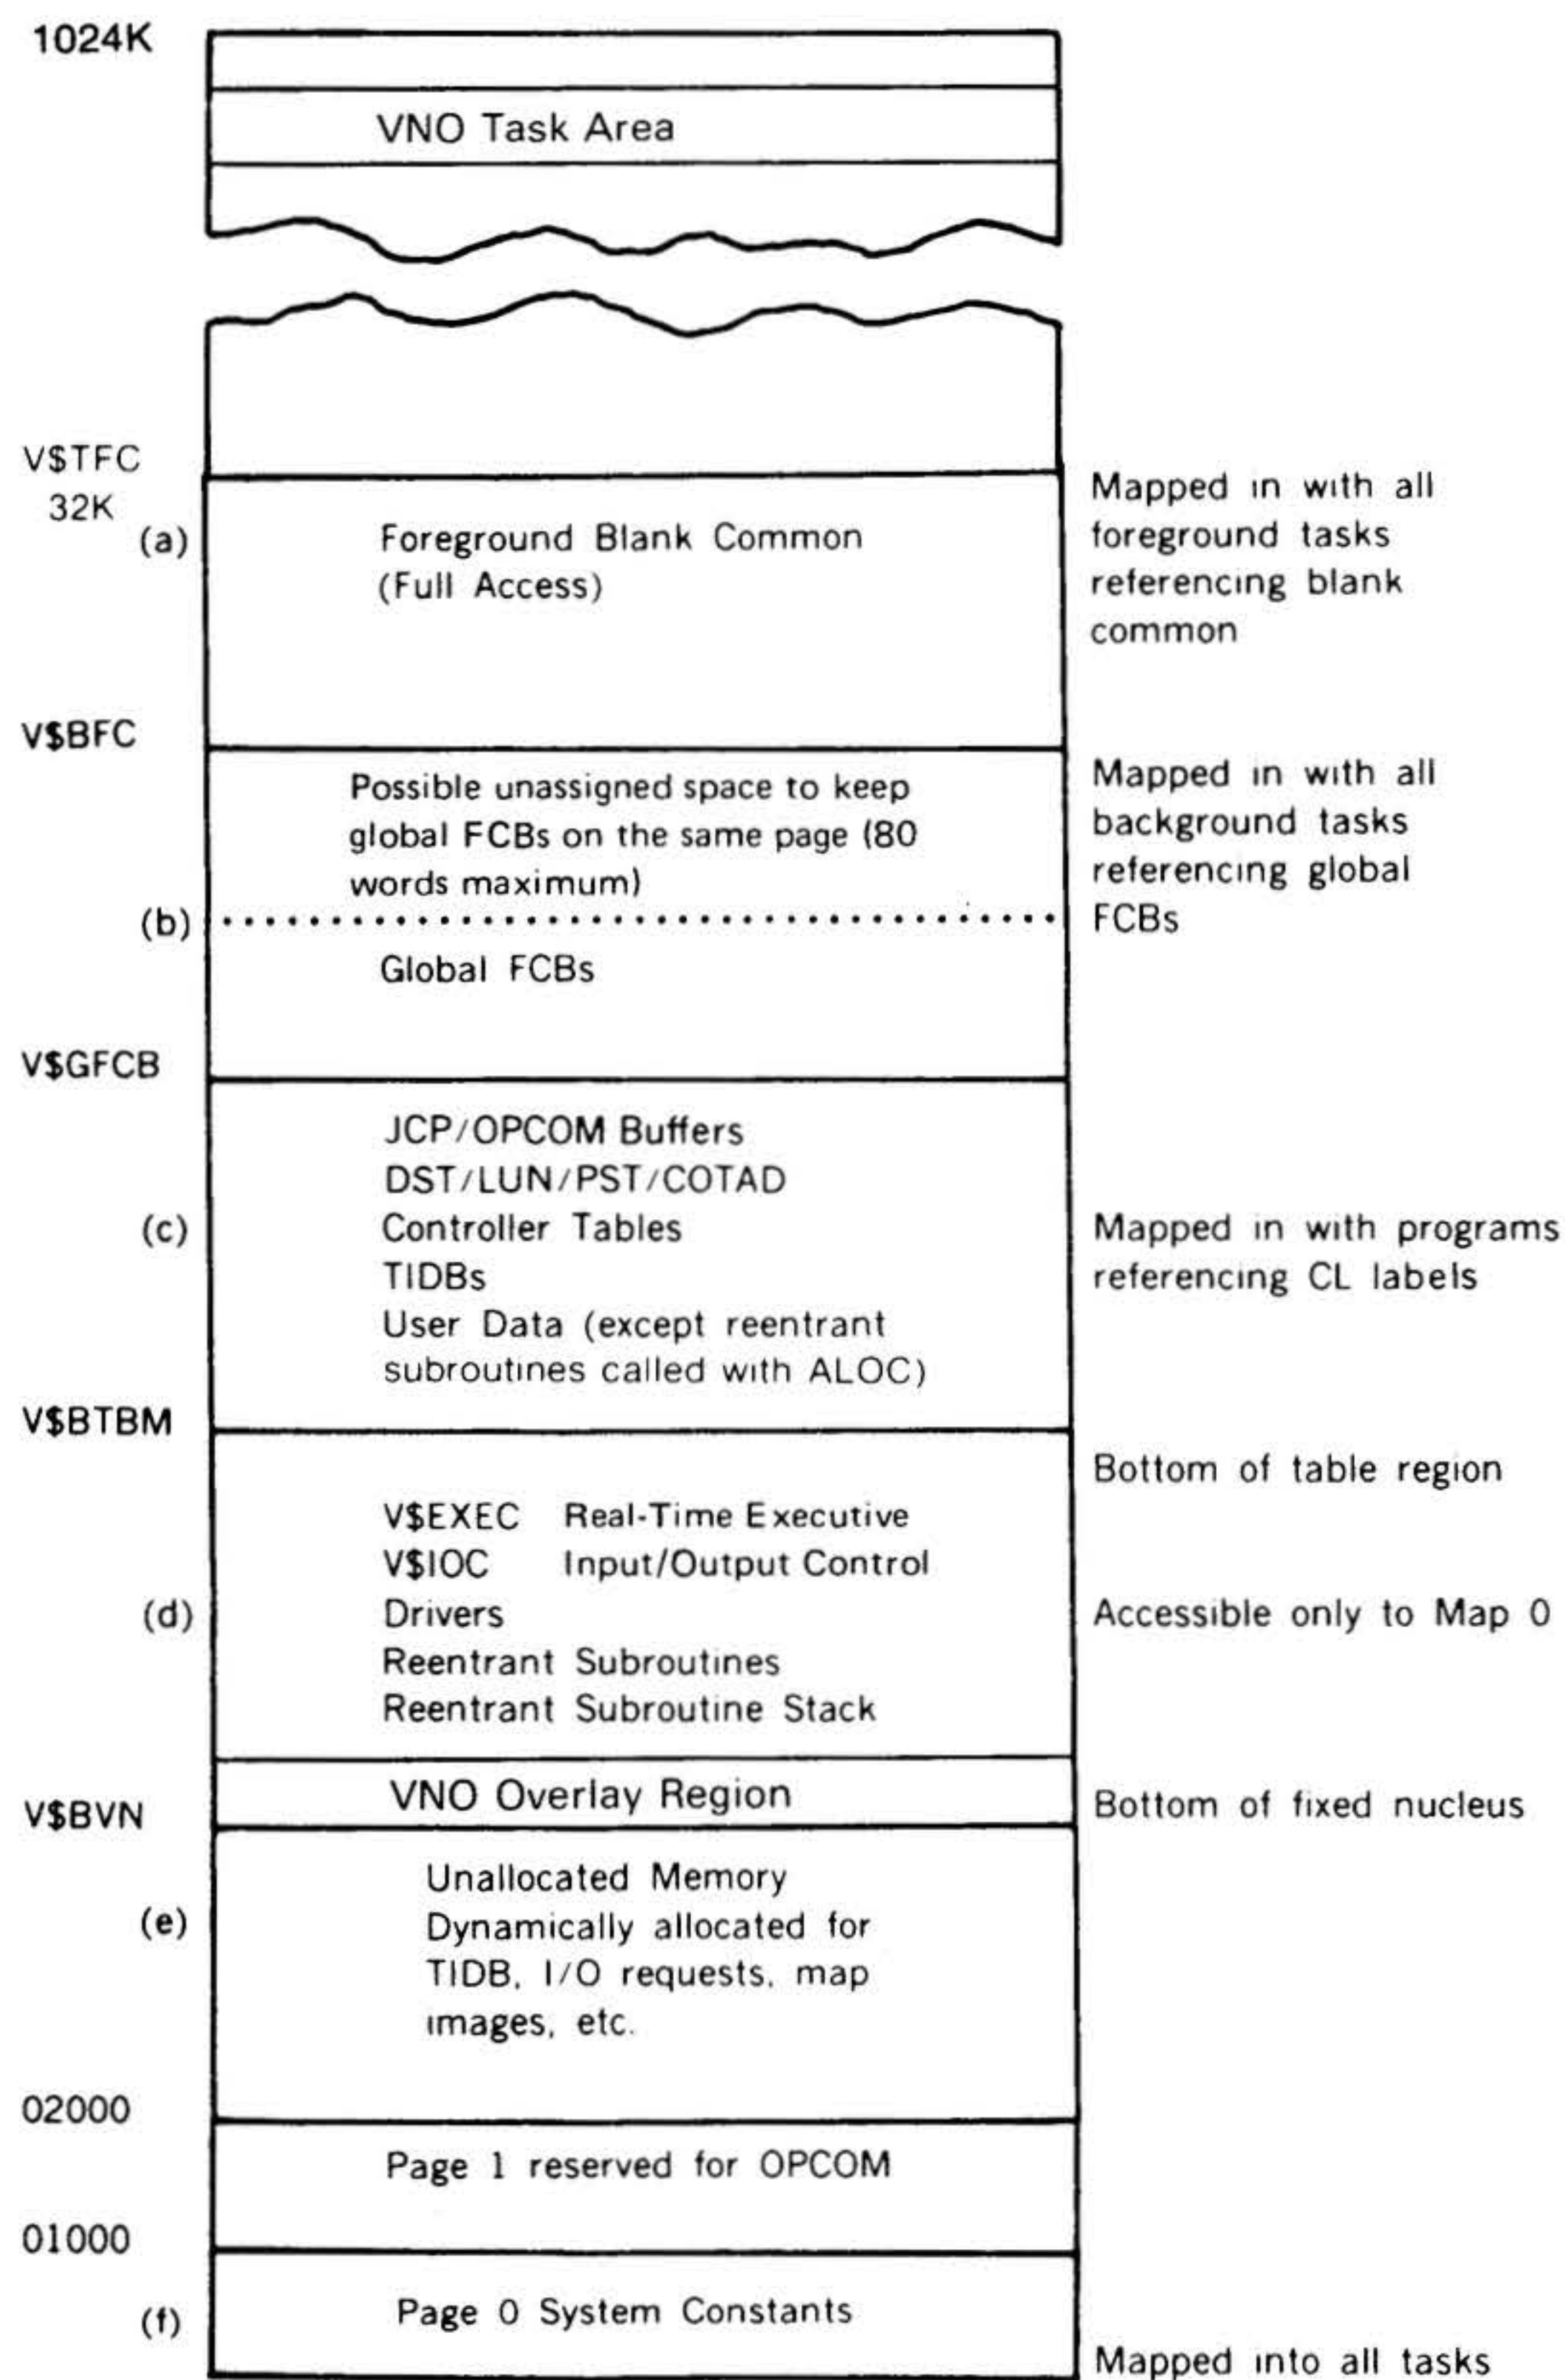 1024K
VNO Task Area
V$TFC
32K
(a)
Foreground Blank Common
(Full Access)
Mapped in with all
foreground tasks
referencing blank
common
V$BFC
Possible unassigned space to keep
global FCBs on the same page (80
words maximum)
(b)
Global FCBs
Mapped in with all
background tasks
referencing global
FCBs
V$GFCB
JCP/OPCOM Buffers
DST/LUN/PST/COTAD
(c)
Controller Tables
TIDBs
User Data (except reentrant
subroutines called with ALOC)
Mapped in with programs
referencing CL labels
V$BTBM
Bottom of table region
V$EXEC Real-Time Executive
V$IOC Input/Output Control
(d)
Drivers
Accessible only to Map 0
Reentrant Subroutines
Reentrant Subroutine Stack
VNO Overlay Region
V$BVN
Bottom of fixed nucleus
Unallocated Memory
(e)
Dynamically allocated for
TIDB, I/O requests, map
images, etc.
02000
Page 1 reserved for OPCOM
01000
(f)
Page 0 System Constants
Mapped into all tasks